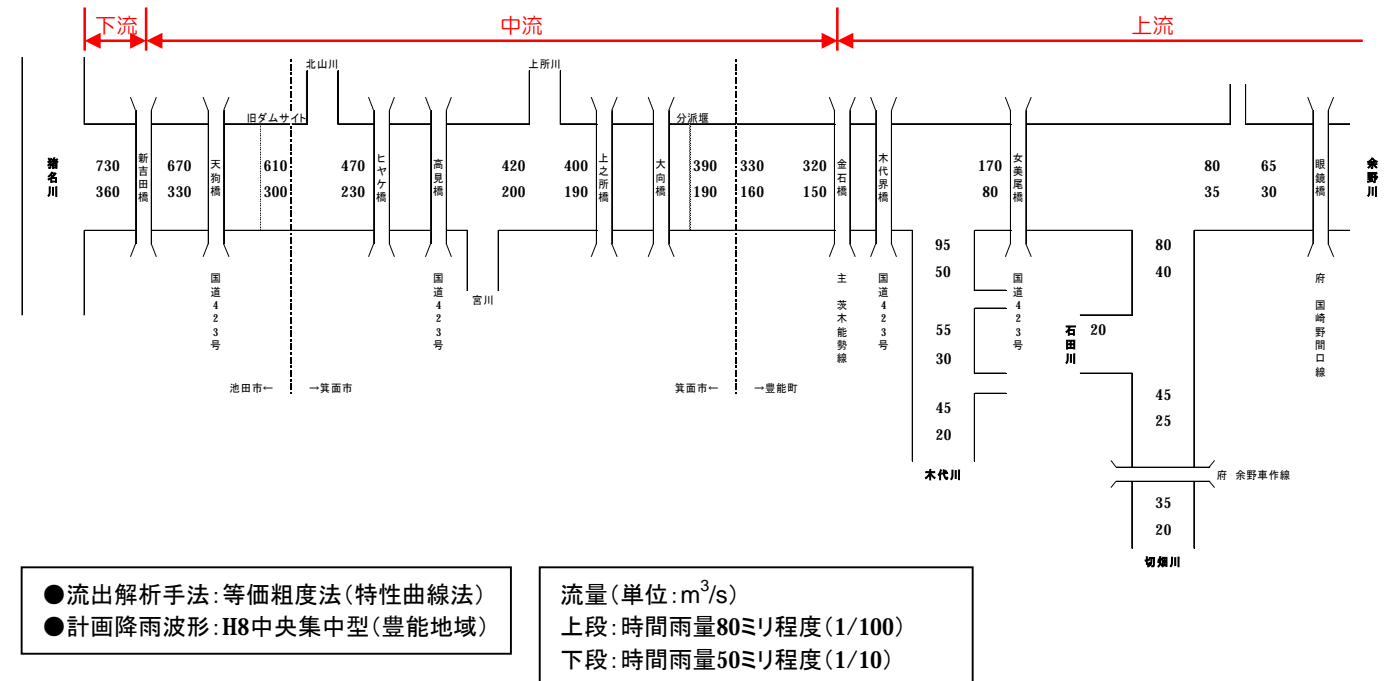 下流
中流
上流
北山川
上所川
旧ダムサイト
分派堰
猪名川
730
360
新吉田橋
670
330
天狗橋
610
300
470
230
ヒヤケ橋
高見橋
420
200
400
190
上之所橋
大向橋
390
190
330
160
320
150
金石橋
木代界橋
170
80
女美尾橋
80
35
65
30
眼鏡橋
余野川
国道423号
国道423号
宮川
主 茨木能勢線
国道423号
国道423号
府 国崎野間口線
95
50
55
30
45
20
木代川
石田川
20
80
40
45
25
府 余野車作線
35
20
切畑川
池田市←
→箕面市
箕面市←
→豊能町
●流出解析手法:等価粗度法(特性曲線法)
●計画降雨波形:H8中央集中型(豊能地域)
流量(単位:m³/s)
上段:時間雨量80ミリ程度(1/100)
下段:時間雨量50ミリ程度(1/10)